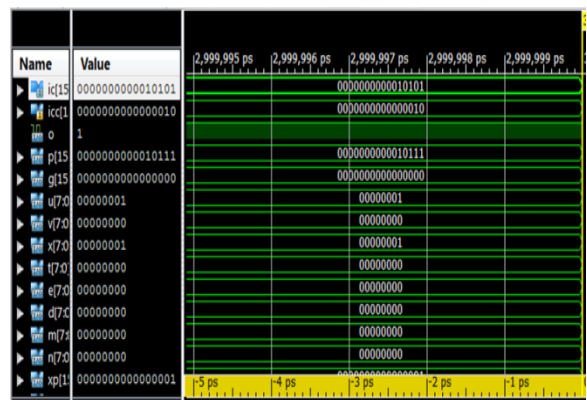 Name Value 2,999,995 ps 2,999,996 ps 2,999,997 ps 2,999,998 ps 2,999,999 ps
ic[15 0000000000010101 0000000000010101
icc[1 0000000000000010 0000000000000010
o 1
p[15 0000000000010111 0000000000010111
g[15 0000000000000000 0000000000000000
u[7:0 00000001 00000001
v[7:0 00000000 00000000
x[7:0 00000001 00000001
t[7:0] 00000000 00000000
e[7:0 00000000 00000000
d[7:0 00000000 00000000
m[7: 00000000 00000000
n[7:0 00000000 00000000
xp[1 0000000000000001
-5 ps -4 ps -3 ps -2 ps -1 ps